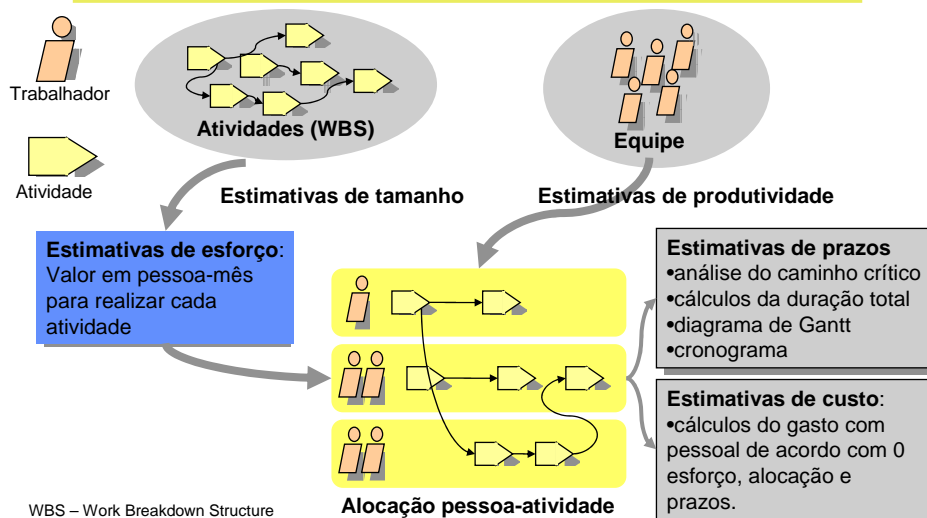 Trabalhador
Atividade
Atividades (WBS)
Equipe
Estimativas de tamanho
Estimativas de produtividade
Estimativas de esforço:
Valor em pessoa-mês
para realizar cada
atividade
Estimativas de prazos
•análise do caminho crítico
•cálculos da duração total
•diagrama de Gantt
•cronograma
Estimativas de custo:
•cálculos do gasto com
pessoal de acordo com 0
esforço, alocação e
prazos.
Alocação pessoa-atividade
WBS – Work Breakdown Structure